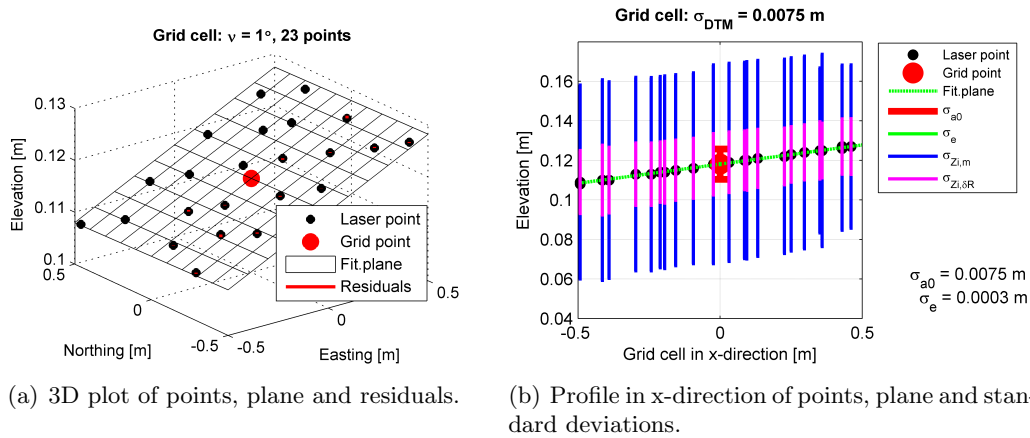 Grid cell: ν = 1°, 23 points
0.13
0.12
0.11
0.1
0.5
0
-0.5
-0.5
0
0.5
Elevation [m]
Northing [m]
Easting [m]
Laser point
Grid point
Fit.plane
Residuals
(a) 3D plot of points, plane and residuals.
Grid cell: σDTM = 0.0075 m
0.16
0.14
0.12
0.1
0.08
0.06
0.04
-0.5
0
0.5
Elevation [m]
Grid cell in x-direction [m]
Laser point
Grid point
Fit.plane
σa0
σe
σZi,m
σZi,δR
σa0 = 0.0075 m
σe = 0.0003 m
(b) Profile in x-direction of points, plane and stan-
dard deviations.